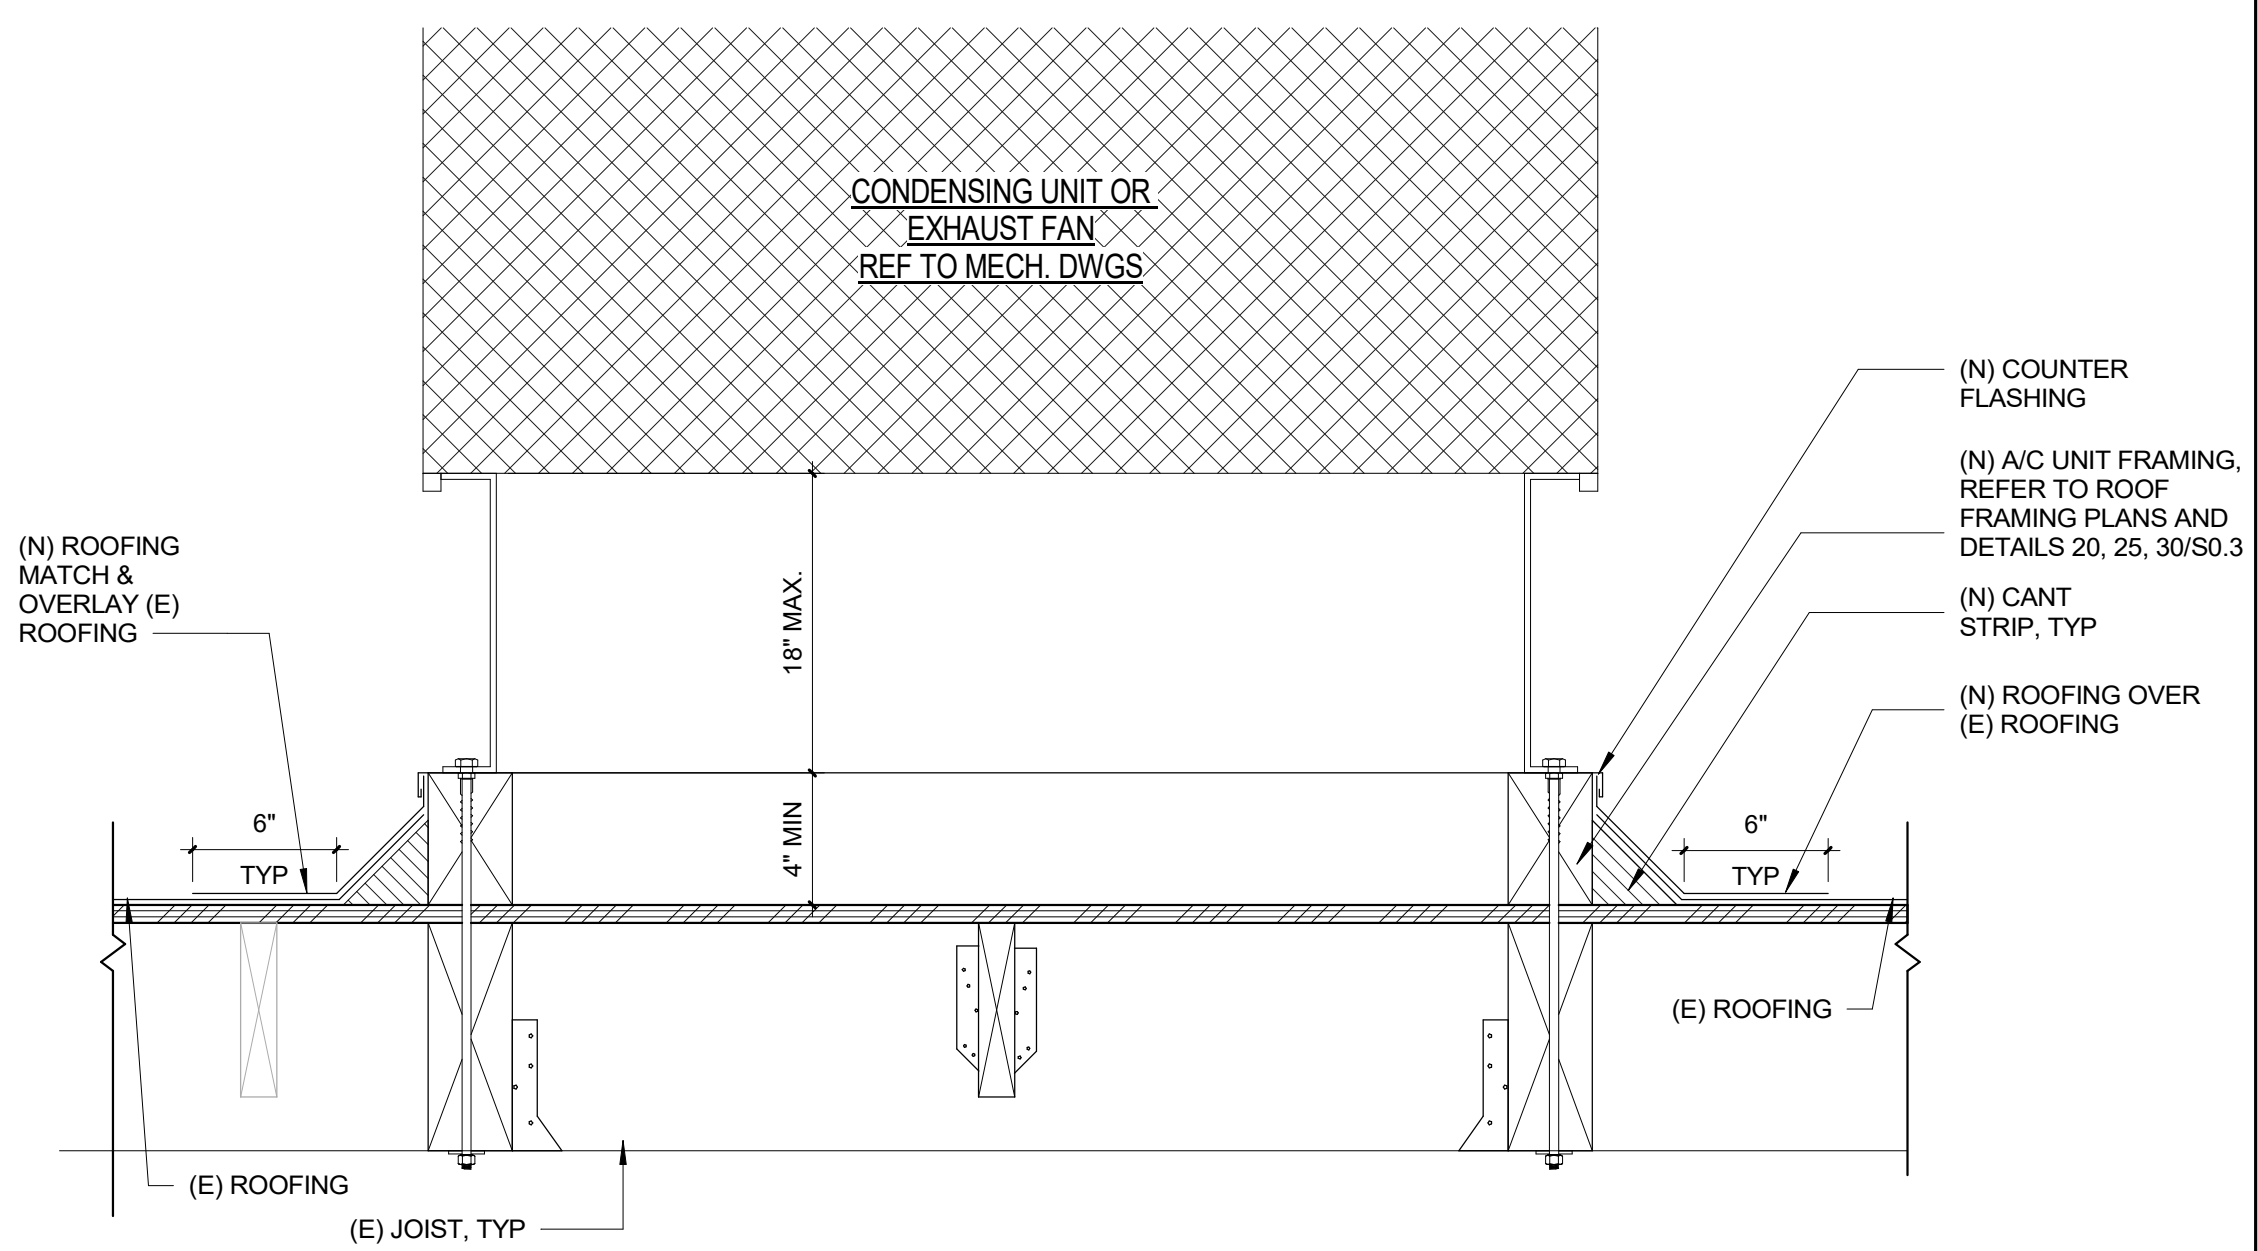 CONDENSING UNIT OR
EXHAUST FAN
REF TO MECH. DWGS
(N) COUNTER
FLASHING
(N) A/C UNIT FRAMING,
REFER TO ROOF
FRAMING PLANS AND
DETAILS 20, 25, 30/S0.3
(N) CANT
STRIP, TYP
(N) ROOFING OVER
(E) ROOFING
(N) ROOFING
MATCH &
OVERLAY (E)
ROOFING
18" MAX.
4" MIN
6"
TYP
6"
TYP
(E) ROOFING
(E) ROOFING
(E) JOIST, TYP